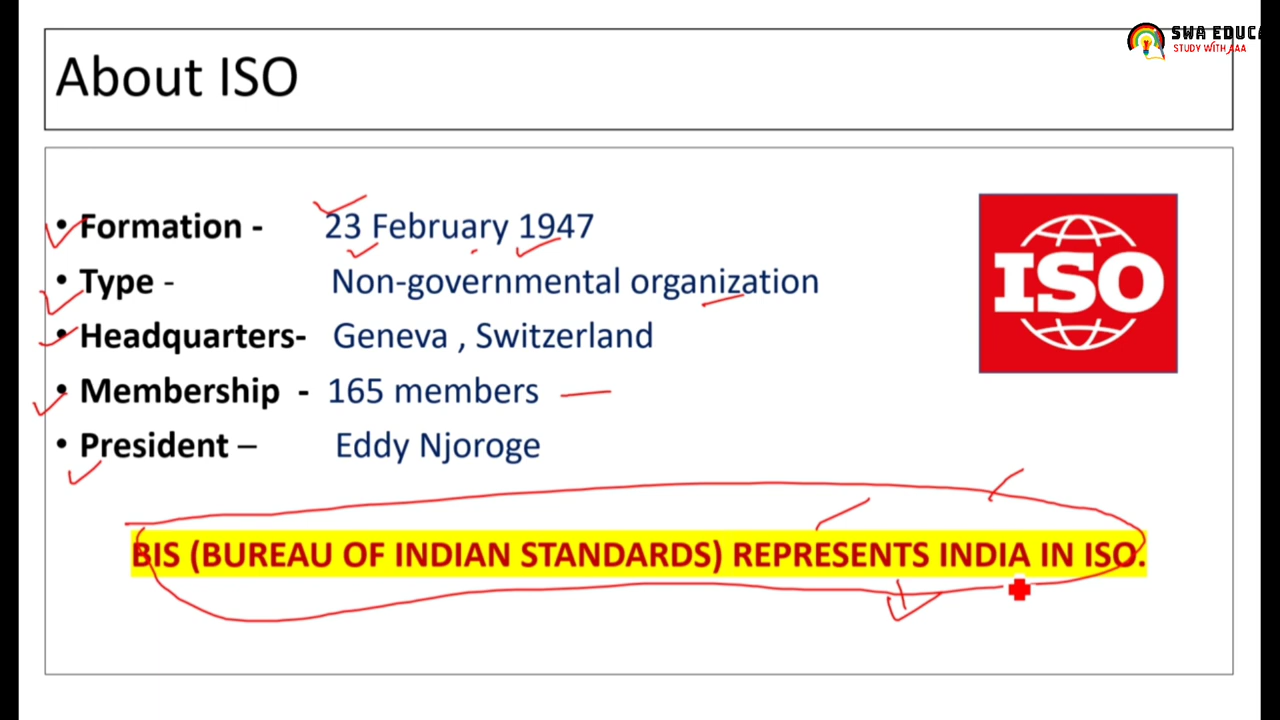 SWA EDUCA
STUDY WITH AAA
About ISO
• Formation - 23 February 1947
• Type - Non-governmental organization
• Headquarters- Geneva , Switzerland
• Membership - 165 members
• President – Eddy Njoroge
ISO
BIS (BUREAU OF INDIAN STANDARDS) REPRESENTS INDIA IN ISO.